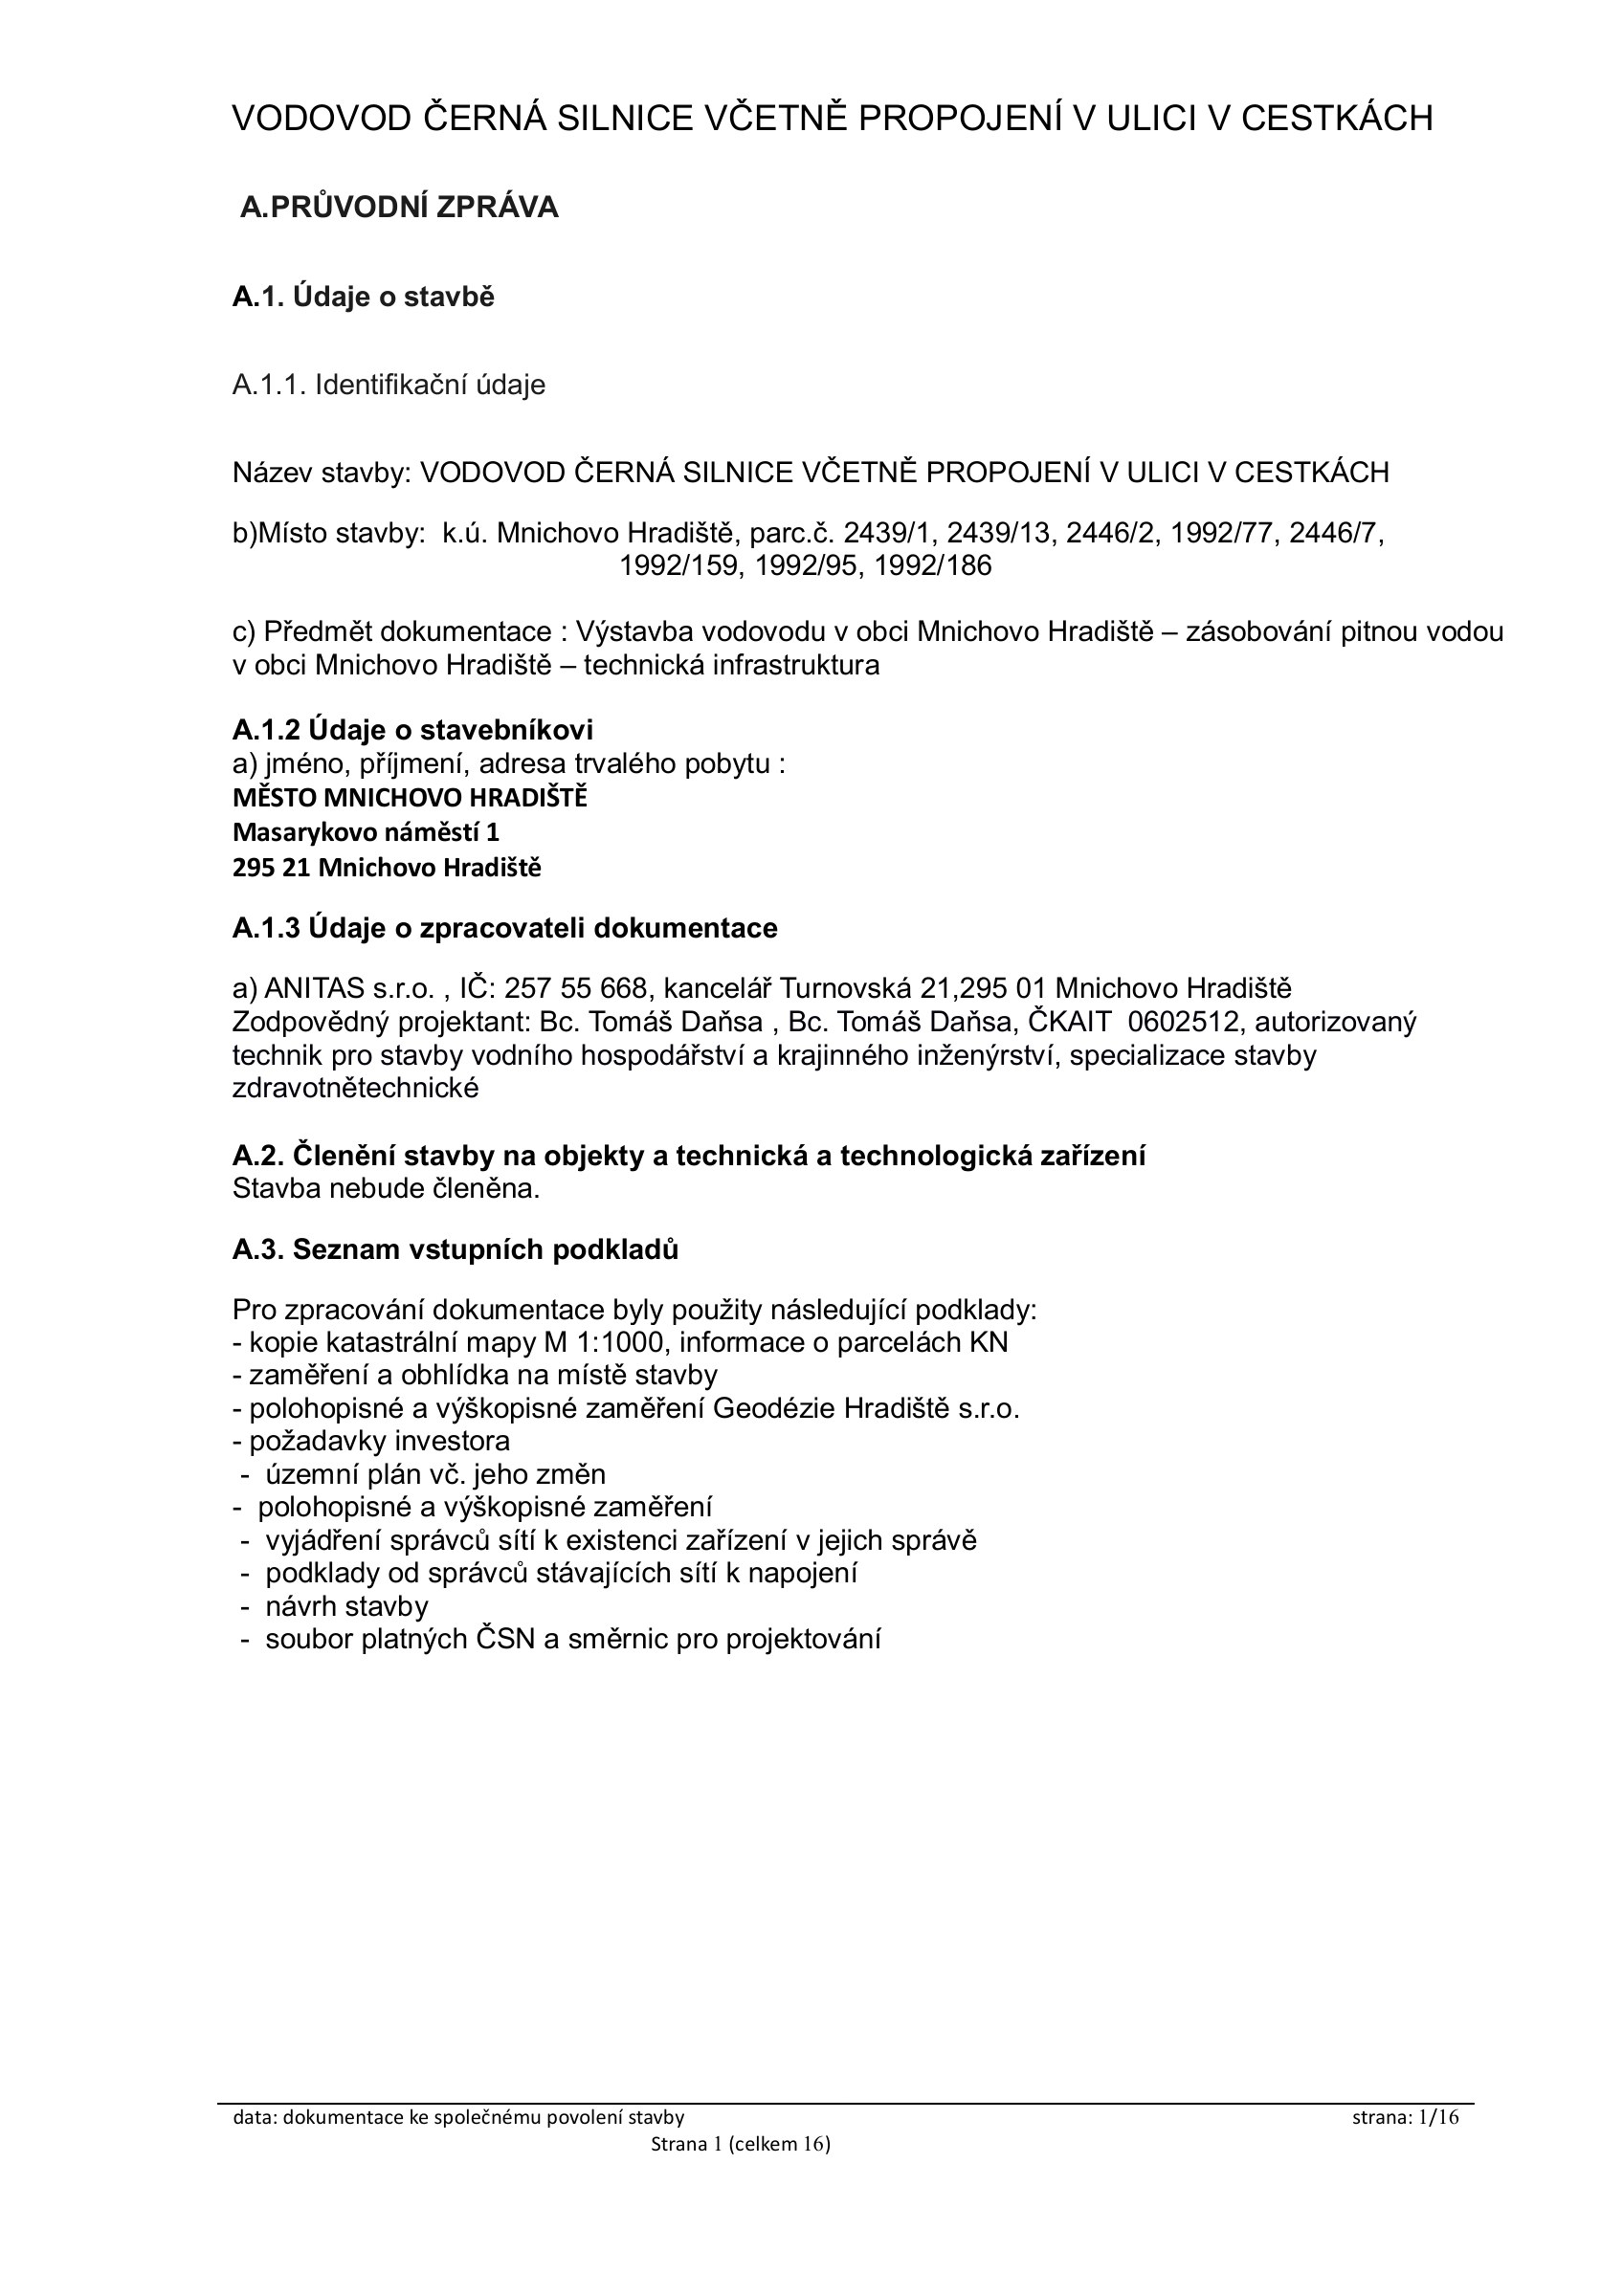 VODOVOD ČERNÁ SILNICE VČETNĚ PROPOJENÍ V ULICI V CESTKÁCH
A.PRŮVODNÍ ZPRÁVA
A.1. Údaje o stavbě
A.1.1. Identifikační údaje
Název stavby: VODOVOD ČERNÁ SILNICE VČETNĚ PROPOJENÍ V ULICI V CESTKÁCH
b)Místo stavby: k.ú. Mnichovo Hradiště, parc.č. 2439/1, 2439/13, 2446/2, 1992/77, 2446/7,
1992/159, 1992/95, 1992/186
c) Předmět dokumentace : Výstavba vodovodu v obci Mnichovo Hradiště – zásobování pitnou vodou
v obci Mnichovo Hradiště – technická infrastruktura
A.1.2 Údaje o stavebníkovi
a) jméno, příjmení, adresa trvalého pobytu :
MĚSTO MNICHOVO HRADIŠTĚ
Masarykovo náměstí 1
295 21 Mnichovo Hradiště
A.1.3 Údaje o zpracovateli dokumentace
a) ANITAS s.r.o. , IČ: 257 55 668, kancelář Turnovská 21,295 01 Mnichovo Hradiště
Zodpovědný projektant: Bc. Tomáš Daňsa , Bc. Tomáš Daňsa, ČKAIT 0602512, autorizovaný
technik pro stavby vodního hospodářství a krajinného inženýrství, specializace stavby
zdravotnětechnické
A.2. Členění stavby na objekty a technická a technologická zařízení
Stavba nebude členěna.
A.3. Seznam vstupních podkladů
Pro zpracování dokumentace byly použity následující podklady:
- kopie katastrální mapy M 1:1000, informace o parcelách KN
- zaměření a obhlídka na místě stavby
- polohopisné a výškopisné zaměření Geodézie Hradiště s.r.o.
- požadavky investora
- územní plán vč. jeho změn
- polohopisné a výškopisné zaměření
- vyjádření správců sítí k existenci zařízení v jejich správě
- podklady od správců stávajících sítí k napojení
- návrh stavby
- soubor platných ČSN a směrnic pro projektování
data: dokumentace ke společnému povolení stavby strana: 1/16
Strana 1 (celkem 16)